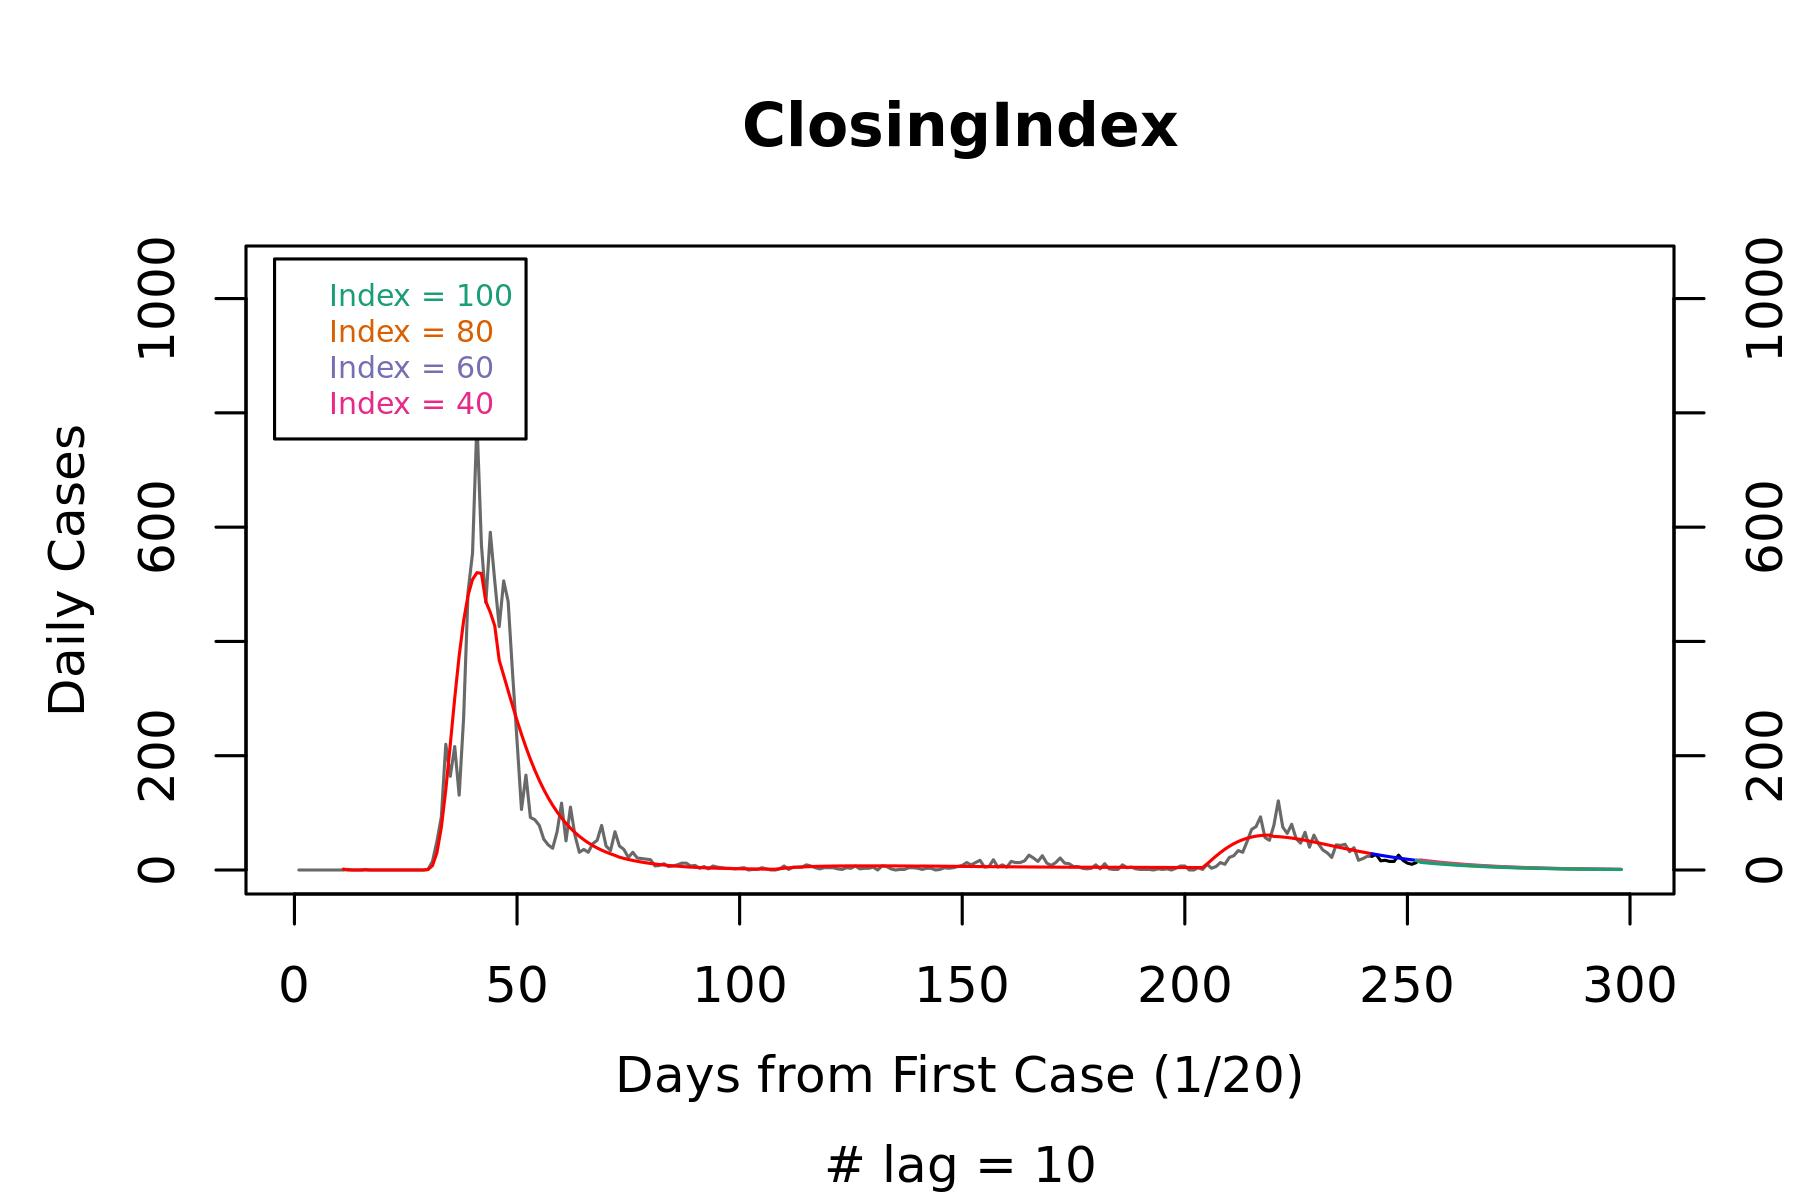 ClosingIndex
Index = 100
Index = 80
Index = 60
Index = 40
Daily Cases
0 200 600 1000
0 200 600 1000
0 50 100 150 200 250 300
Days from First Case (1/20)
# lag = 10